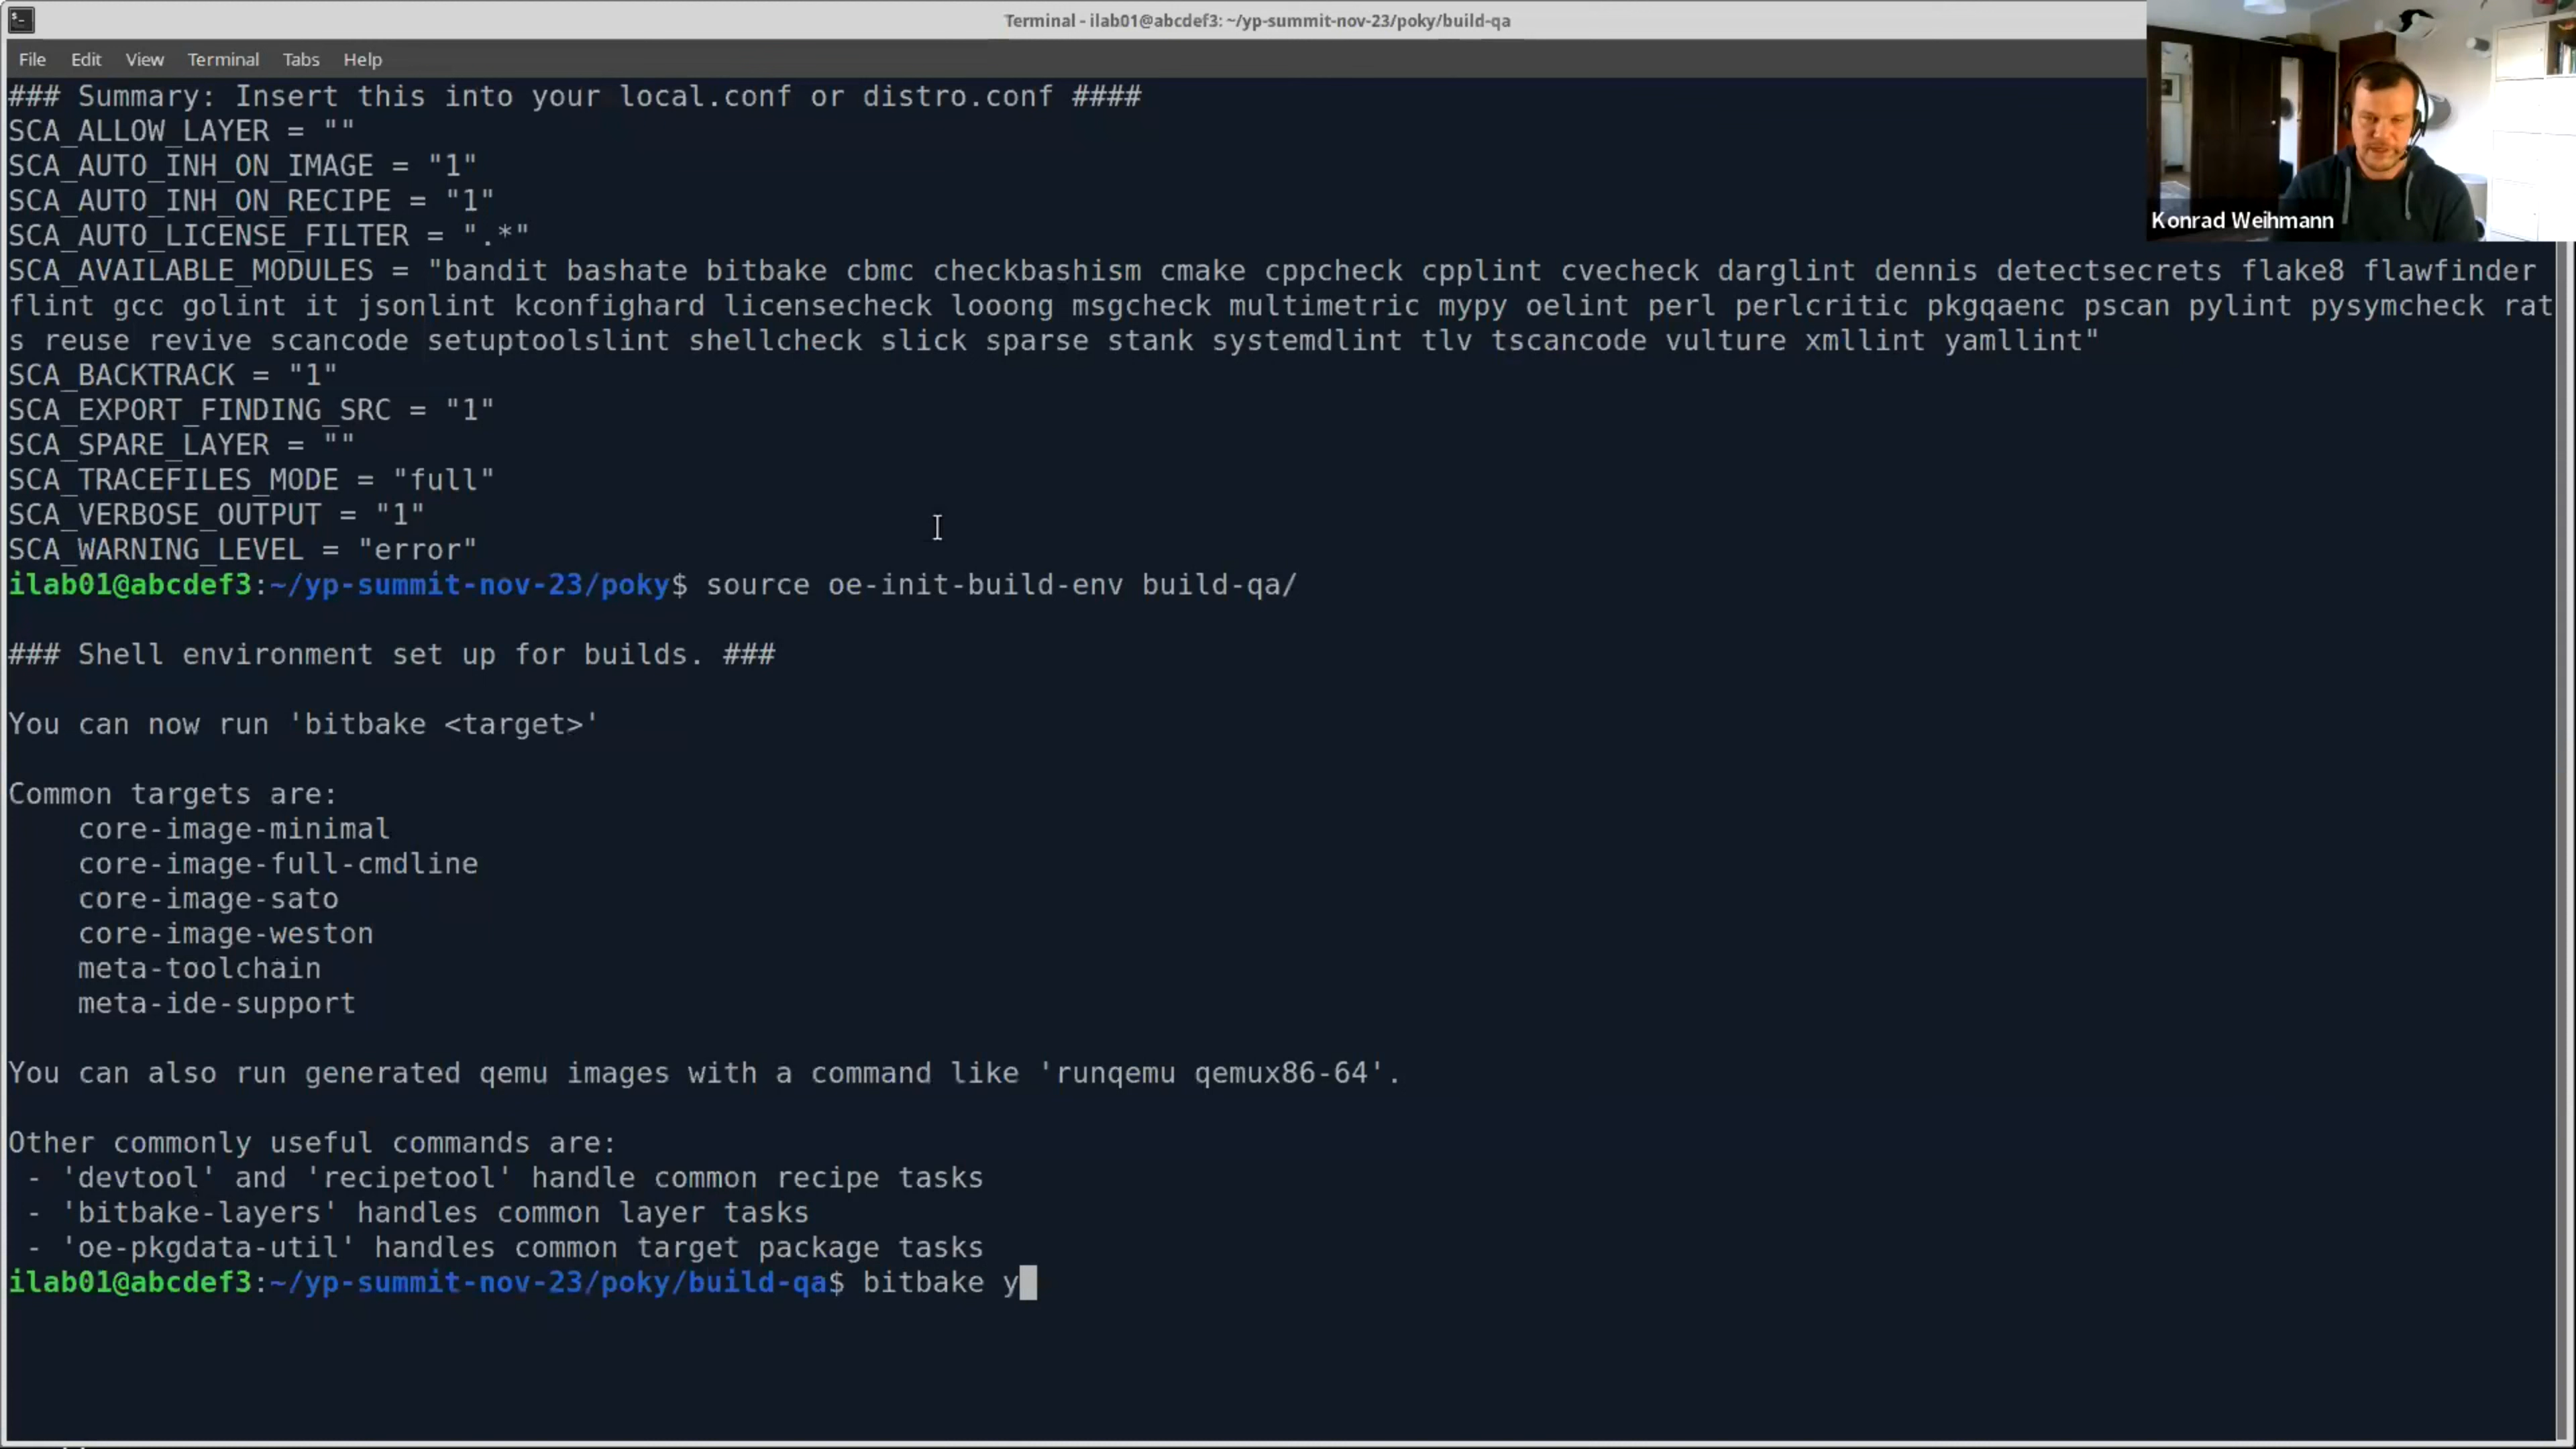 Terminal - ilab01@abcdef3: ~/yp-summit-nov-23/poky/build-qa
File Edit View Terminal Tabs Help
### Summary: Insert this into your local.conf or distro.conf ####
SCA_ALLOW_LAYER = ""
SCA_AUTO_INH_ON_IMAGE = "1"
SCA_AUTO_INH_ON_RECIPE = "1"
SCA_AUTO_LICENSE_FILTER = ".*"
Konrad Weihmann
SCA_AVAILABLE_MODULES = "bandit bashate bitbake cbmc checkbashism cmake cppcheck cpplint cvecheck darglint dennis detectsecrets flake8 flawfinder
flint gcc golint it jsonlint kconfighard licensecheck looong msgcheck multimetric mypy oelint perl perlcritic pkgqaenc pscan pylint pysymcheck rat
s reuse revive scancode setuptoolslint shellcheck slick sparse stank systemdlint tlv tscancode vulture xmllint yamllint"
SCA_BACKTRACK = "1"
SCA_EXPORT_FINDING_SRC = "1"
SCA_SPARE_LAYER = ""
SCA_TRACEFILES_MODE = "full"
SCA_VERBOSE_OUTPUT = "1"
SCA_WARNING_LEVEL = "error"
ilab01@abcdef3:~/yp-summit-nov-23/poky$ source oe-init-build-env build-qa/
### Shell environment set up for builds. ###
You can now run 'bitbake <target>'
Common targets are:
core-image-minimal
core-image-full-cmdline
core-image-sato
core-image-weston
meta-toolchain
meta-ide-support
You can also run generated qemu images with a command like 'runqemu qemux86-64'.
Other commonly useful commands are:
- 'devtool' and 'recipetool' handle common recipe tasks
- 'bitbake-layers' handles common layer tasks
- 'oe-pkgdata-util' handles common target package tasks
ilab01@abcdef3:~/yp-summit-nov-23/poky/build-qa$ bitbake y